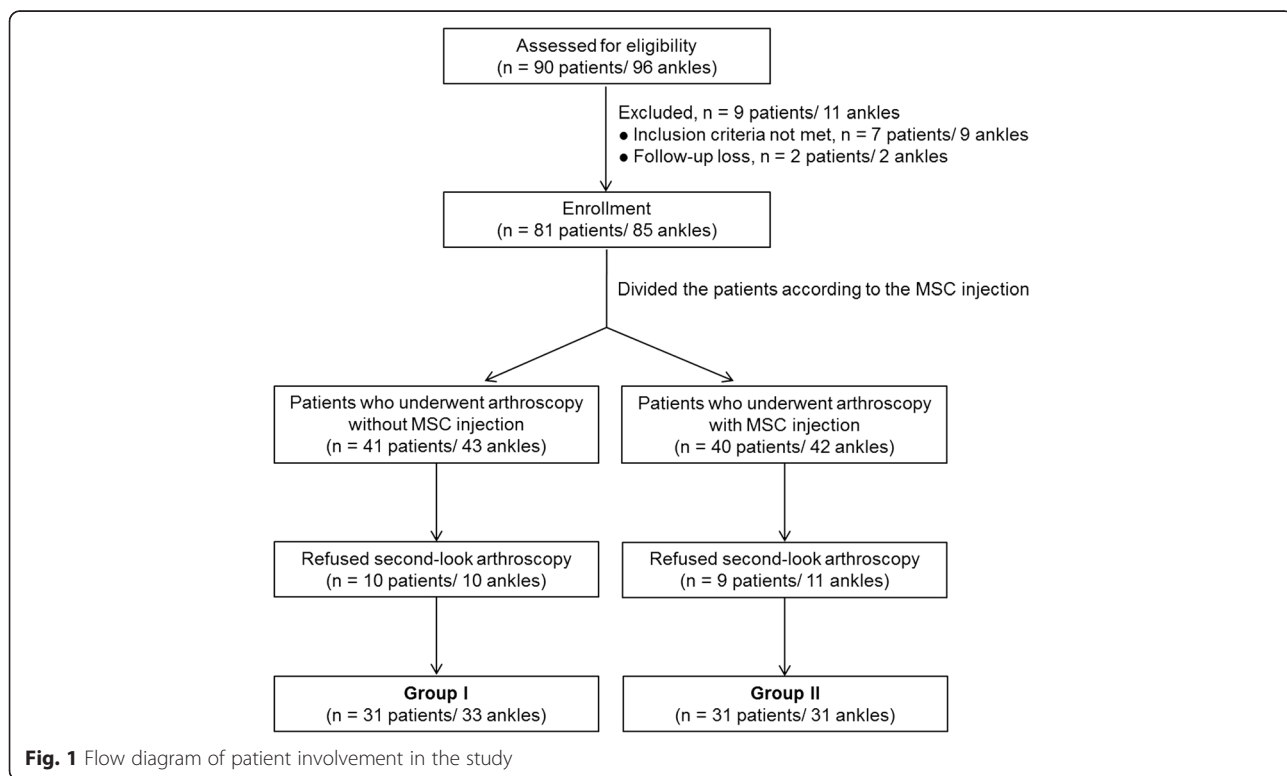 Assessed for eligibility
(n = 90 patients/ 96 ankles)
Excluded, n = 9 patients/ 11 ankles
● Inclusion criteria not met, n = 7 patients/ 9 ankles
● Follow-up loss, n = 2 patients/ 2 ankles
Enrollment
(n = 81 patients/ 85 ankles)
Divided the patients according to the MSC injection
Patients who underwent arthroscopy
without MSC injection
(n = 41 patients/ 43 ankles)
Patients who underwent arthroscopy
with MSC injection
(n = 40 patients/ 42 ankles)
Refused second-look arthroscopy
(n = 10 patients/ 10 ankles)
Refused second-look arthroscopy
(n = 9 patients/ 11 ankles)
Group I
(n = 31 patients/ 33 ankles)
Group II
(n = 31 patients/ 31 ankles)
Fig. 1 Flow diagram of patient involvement in the study